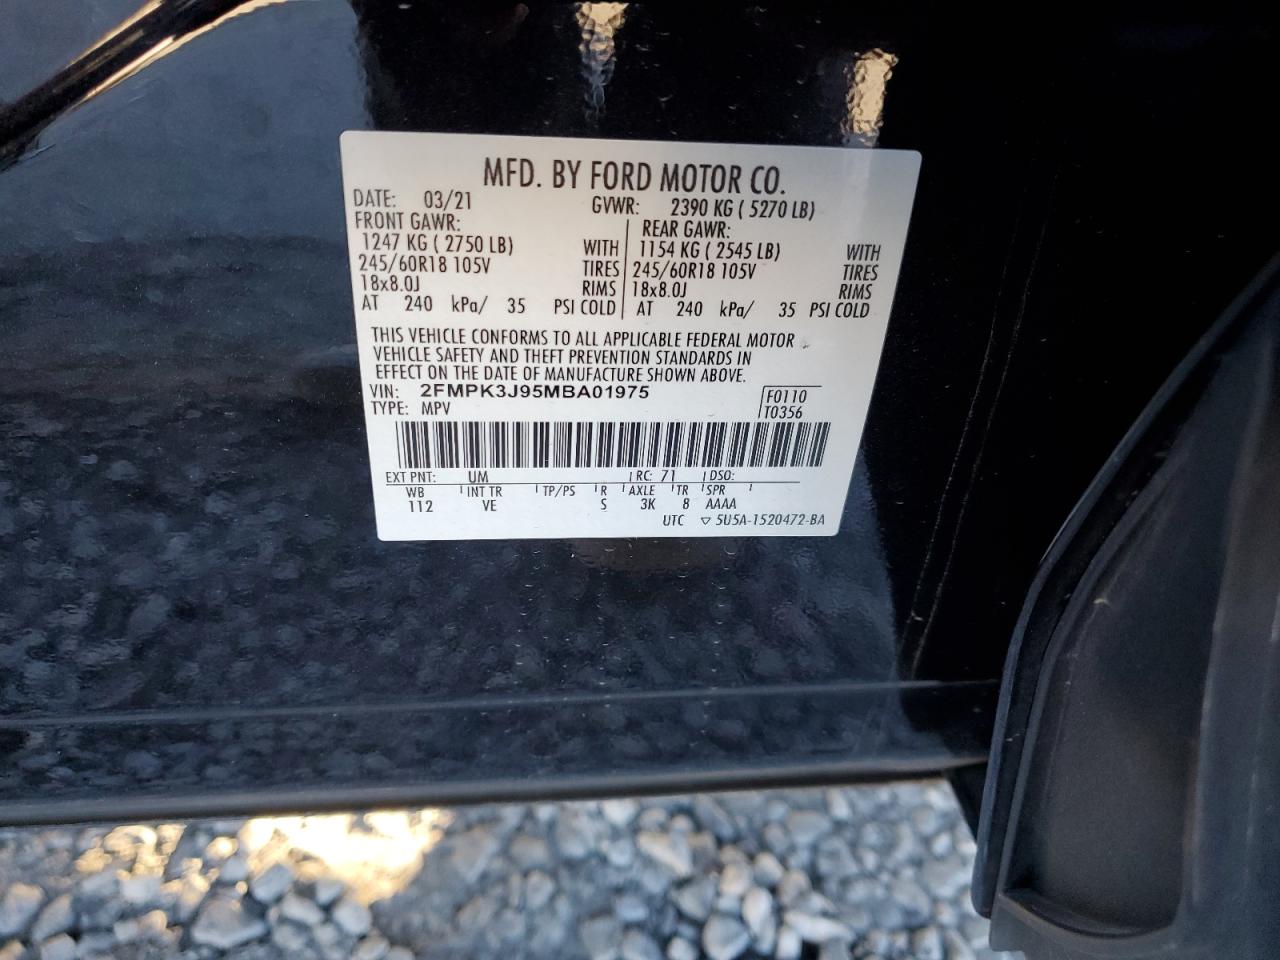 MFD. BY FORD MOTOR CO.
DATE: 03/21 GVWR: 2390 KG ( 5270 LB)
FRONT GAWR: REAR GAWR:
1247 KG ( 2750 LB) WITH 1154 KG ( 2545 LB) WITH
245/60R18 105V TIRES 245/60R18 105V TIRES
18x8.0J RIMS 18x8.0J RIMS
AT 240 kPa/ 35 PSI COLD AT 240 kPa/ 35 PSI COLD
THIS VEHICLE CONFORMS TO ALL APPLICABLE FEDERAL MOTOR
VEHICLE SAFETY AND THEFT PREVENTION STANDARDS IN
EFFECT ON THE DATE OF MANUFACTURE SHOWN ABOVE.
VIN: 2FMPK3J95MBA01975 F0110
TYPE: MPV T0356
EXT PNT: UM RC: 71 DSO:
WB INT TR TP/PS R AXLE TR SPR
112 VE S 3K 8 AAAA
UTC ▽ 5U5A-1520472-BA